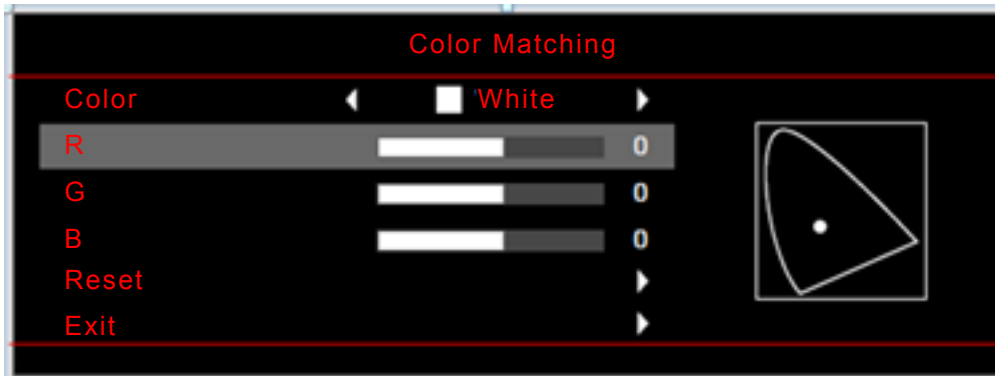 Color Matching
Color White
R 0
G 0
B 0
Reset
Exit